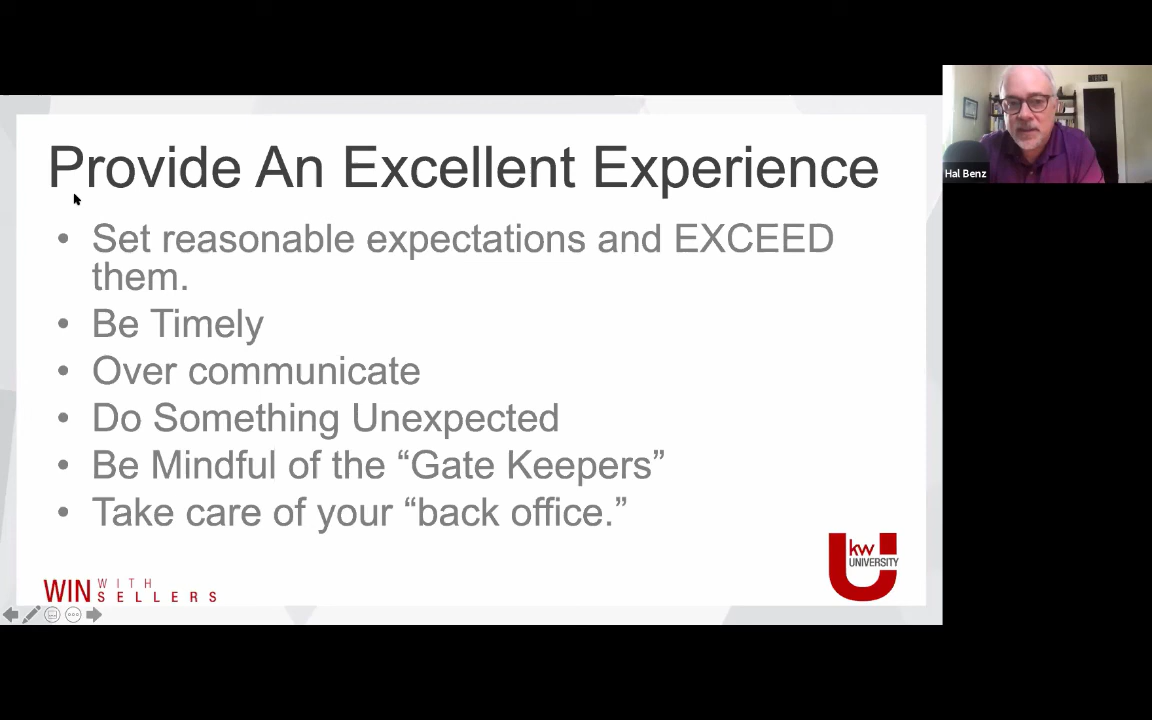 Provide An Excellent Experience
• Set reasonable expectations and EXCEED
them.
• Be Timely
• Over communicate
• Do Something Unexpected
• Be Mindful of the “Gate Keepers”
• Take care of your “back office.”
WIN WITH
SELLERS
kw
UNIVERSITY
Hal Benz